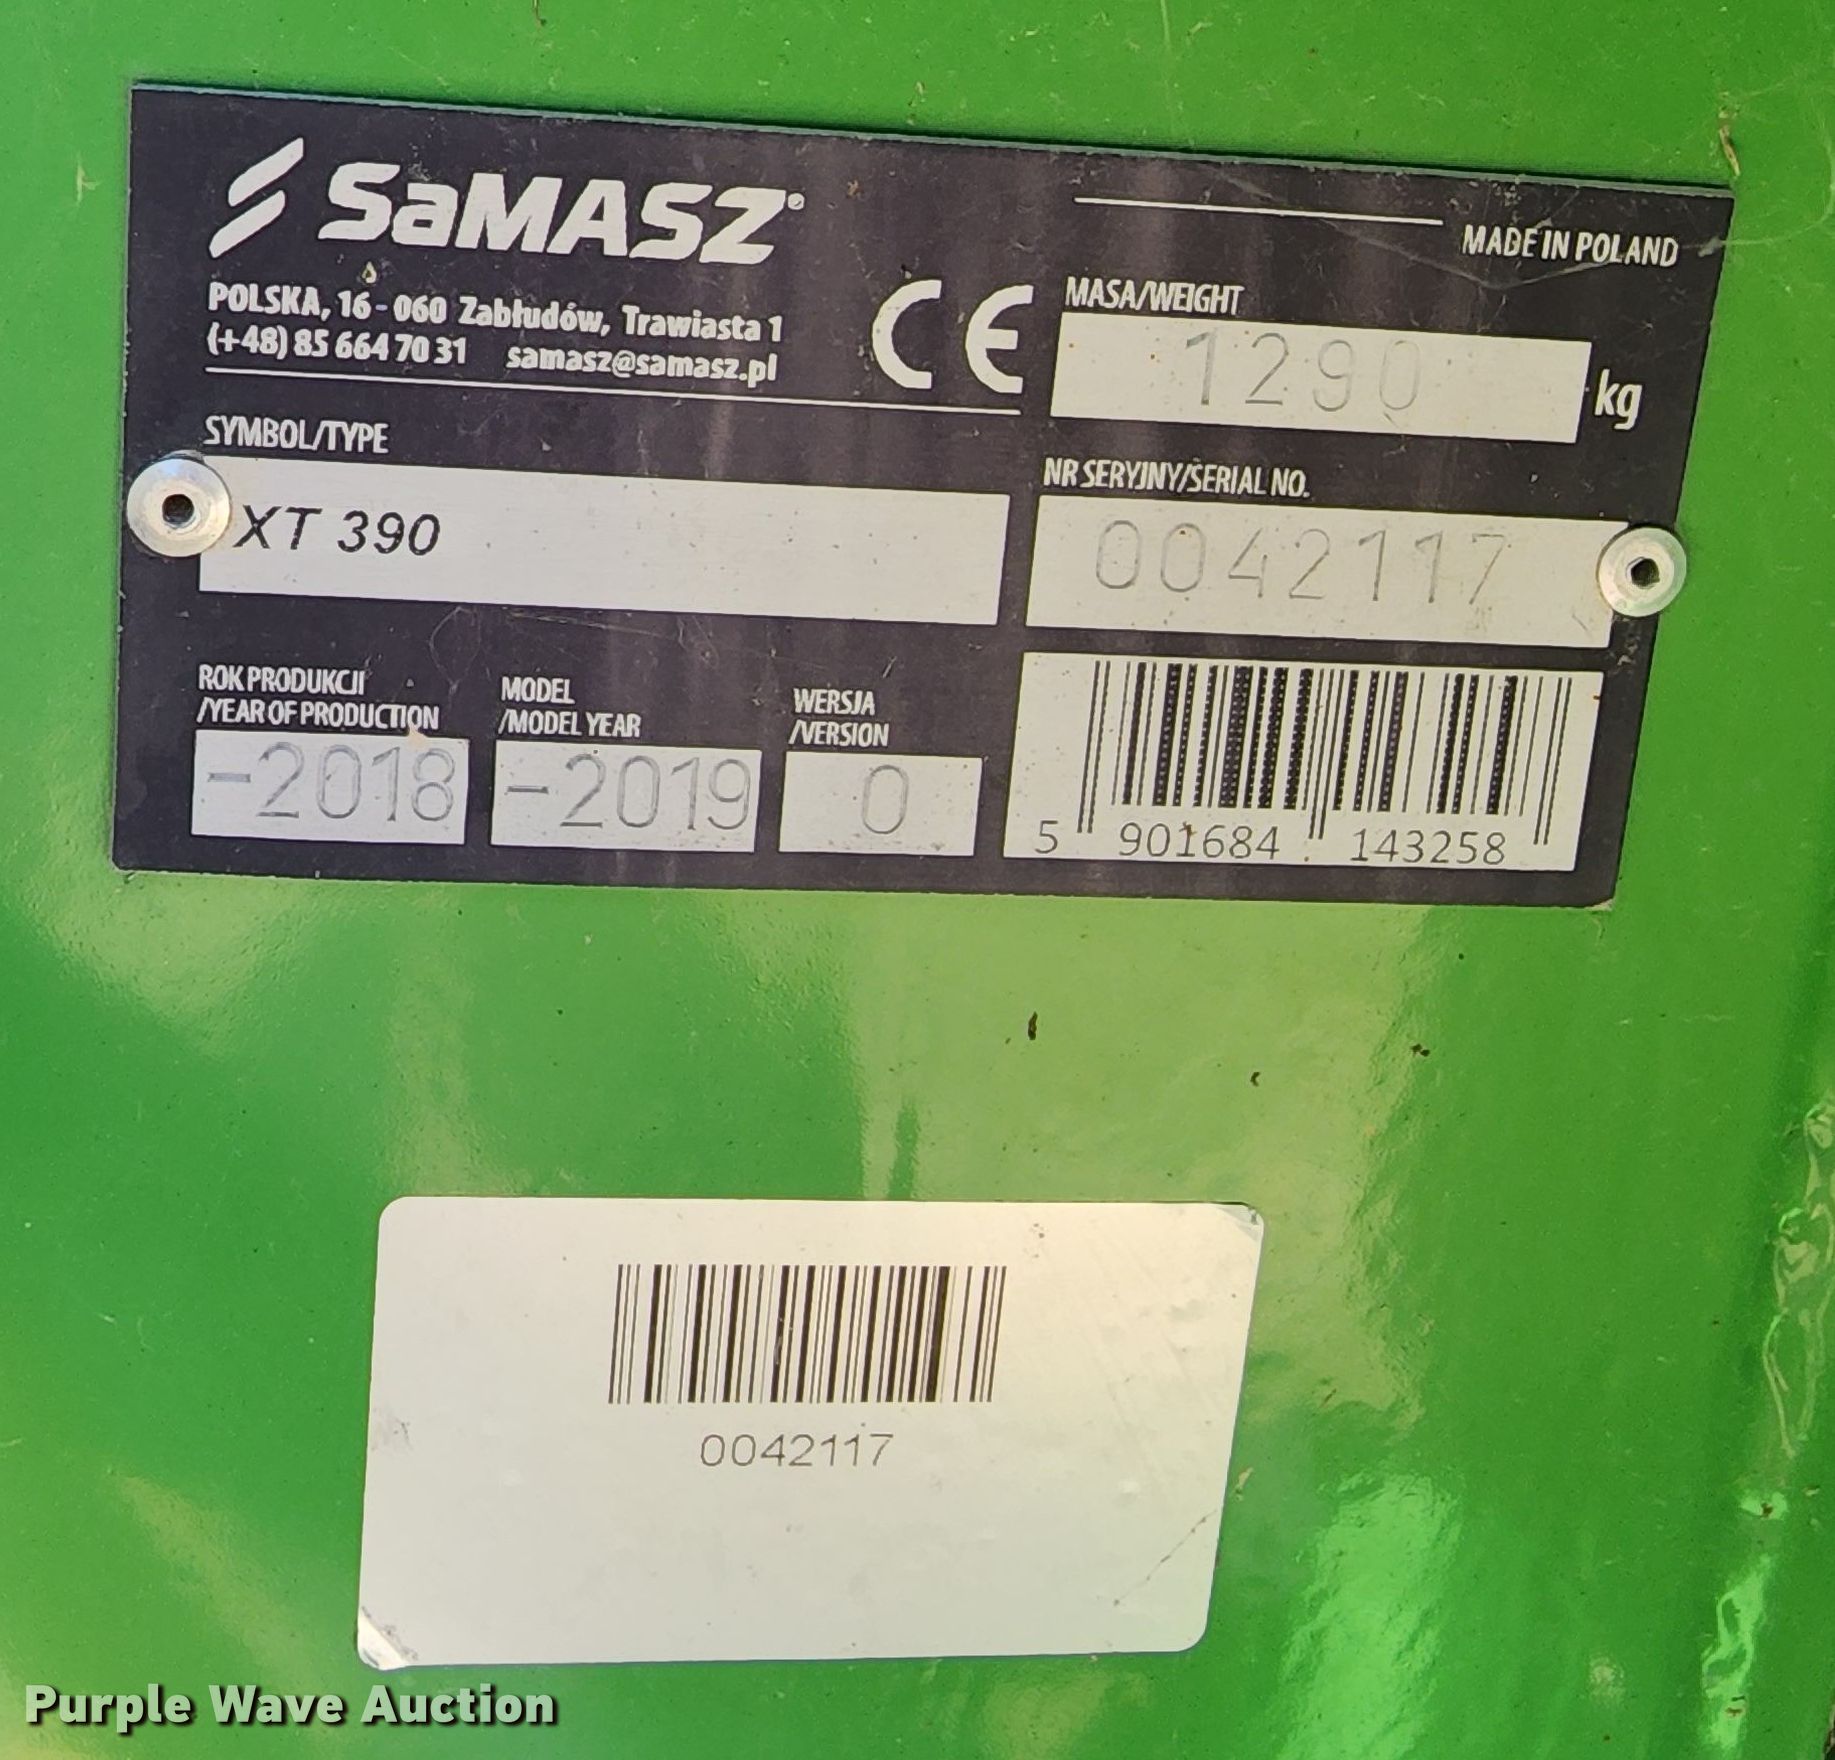 SaMASZ®
MADE IN POLAND
POLSKA, 16-060 Zabłudów, Trawiasta 1
(+48) 85 664 70 31 samasz@samasz.pl
CE
MASA/WEIGHT
1290 kg
SYMBOL/TYPE
XT 390
NR SERYJNY/SERIAL NO.
0042117
ROK PRODUKCJI
/YEAR OF PRODUCTION
-2018
MODEL
/MODEL YEAR
-2019
WERSJA
/VERSION
0
5 901684 143258
0042117
Purple Wave Auction